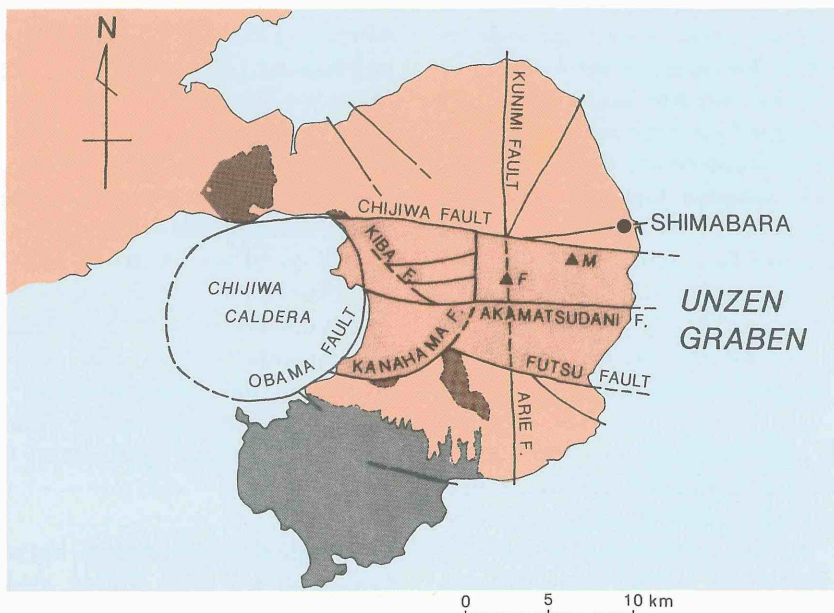 N
KUNIMI FAULT
CHIJIWA FAULT
SHIMABARA
KIBA F.
M
F
CHIJIWA
CALDERA
UNZEN
GRABEN
AKAMATSUDANI F.
OBAMA FAULT
KANAHAMA F.
FUTSU FAULT
ARIE F.
0 5 10 km